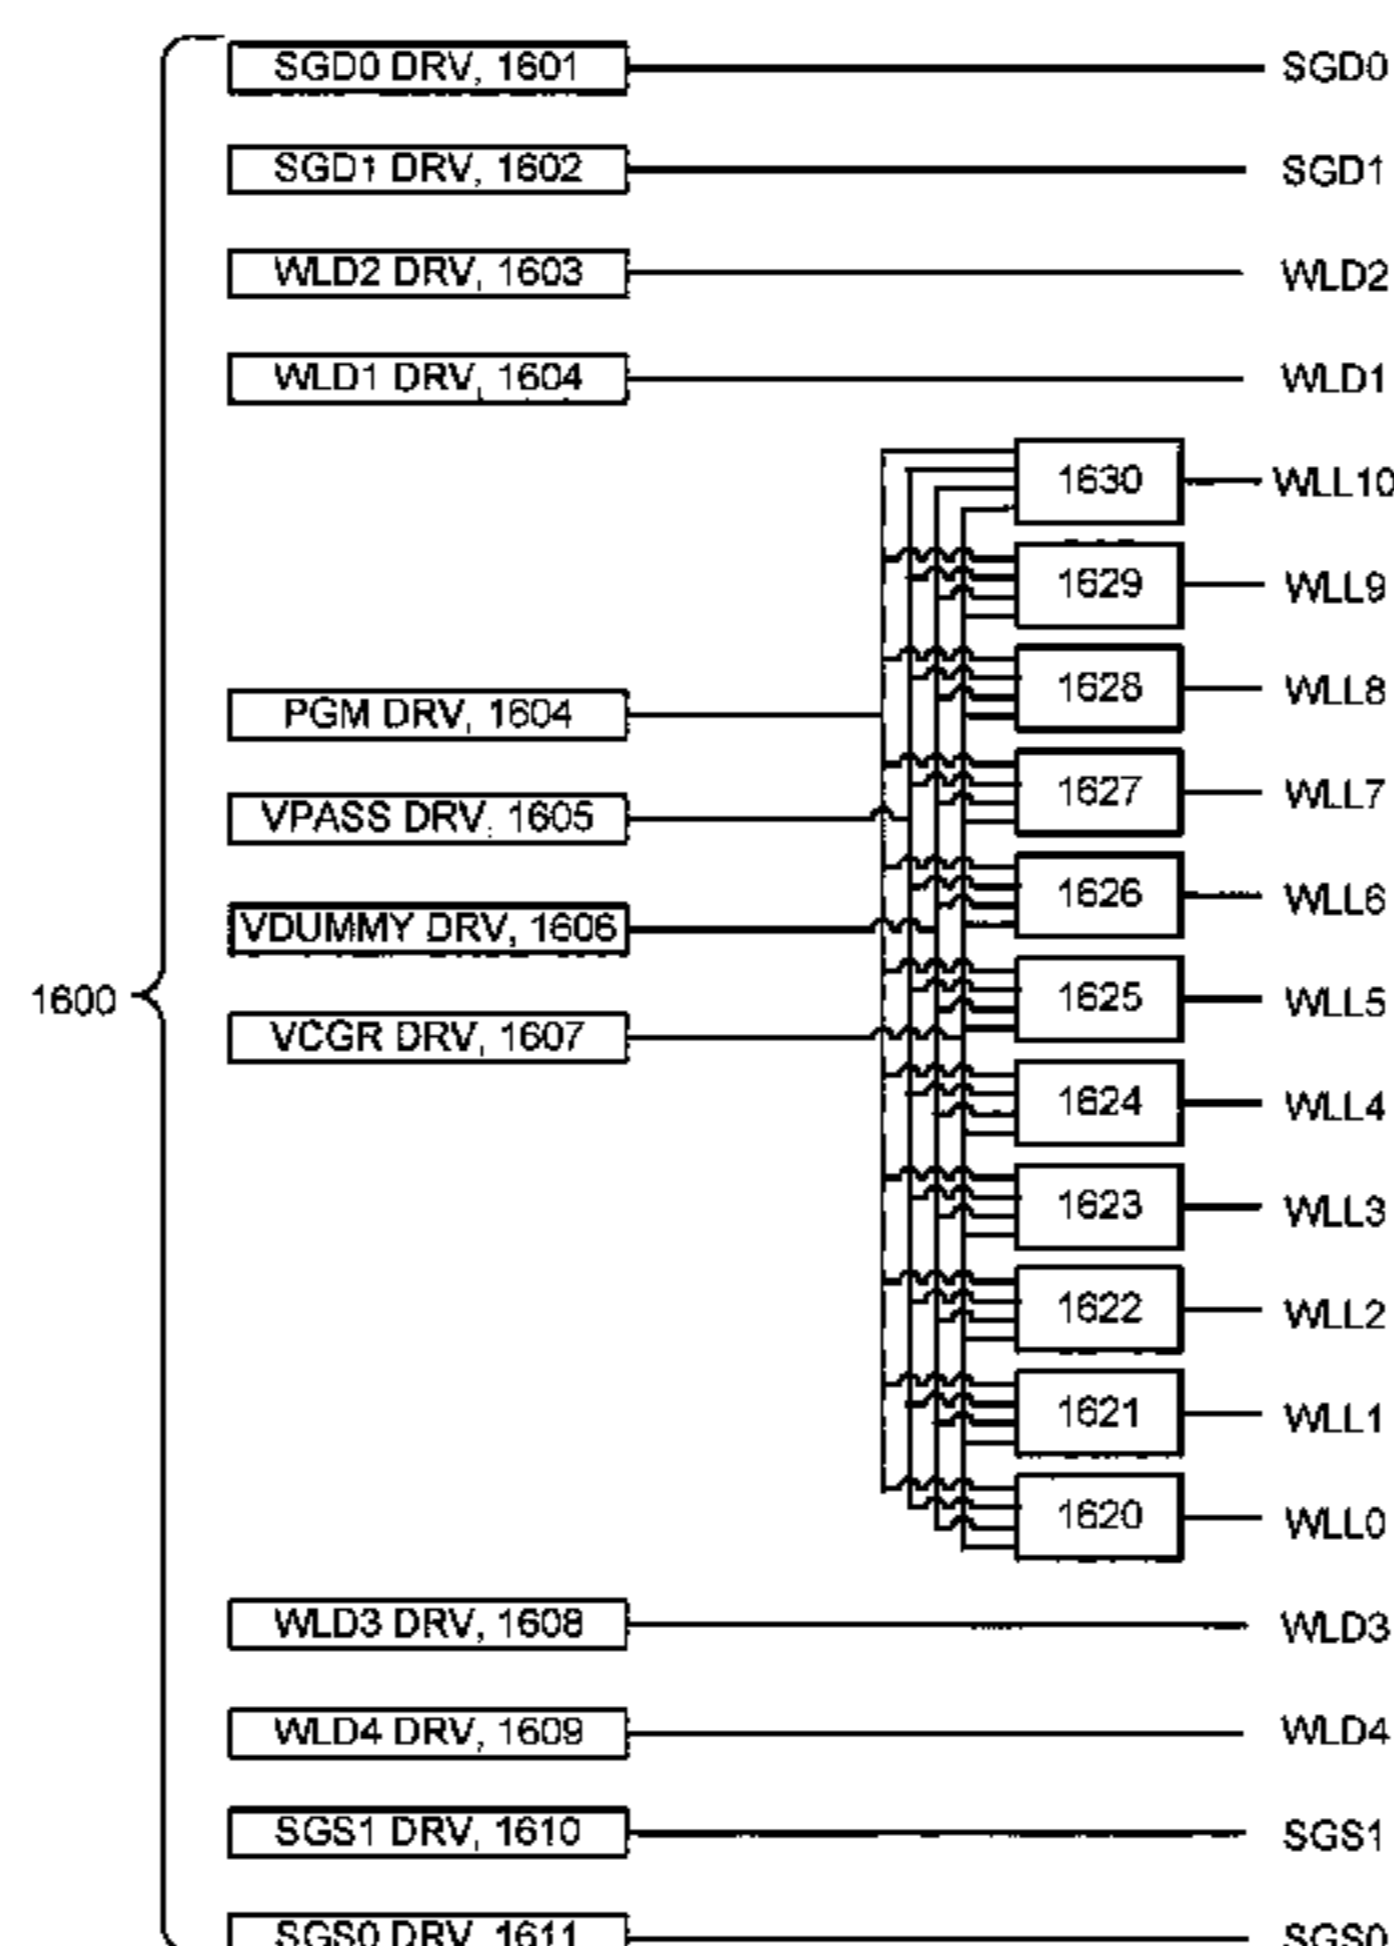 SGD0 DRV, 1601 SGD0
SGD1 DRV, 1602 SGD1
WLD2 DRV, 1603 WLD2
WLD1 DRV, 1604 WLD1
1630 WLL10
1629 WLL9
1628 WLL8
PGM DRV, 1604
1627 WLL7
VPASS DRV, 1605
1626 WLL6
VDUMMY DRV, 1606
1600
1625 WLL5
VCGR DRV, 1607
1624 WLL4
1623 WLL3
1622 WLL2
1621 WLL1
1620 WLL0
WLD3 DRV, 1608 WLD3
WLD4 DRV, 1609 WLD4
SGS1 DRV, 1610 SGS1
SGS0 DRV, 1611 SGS0